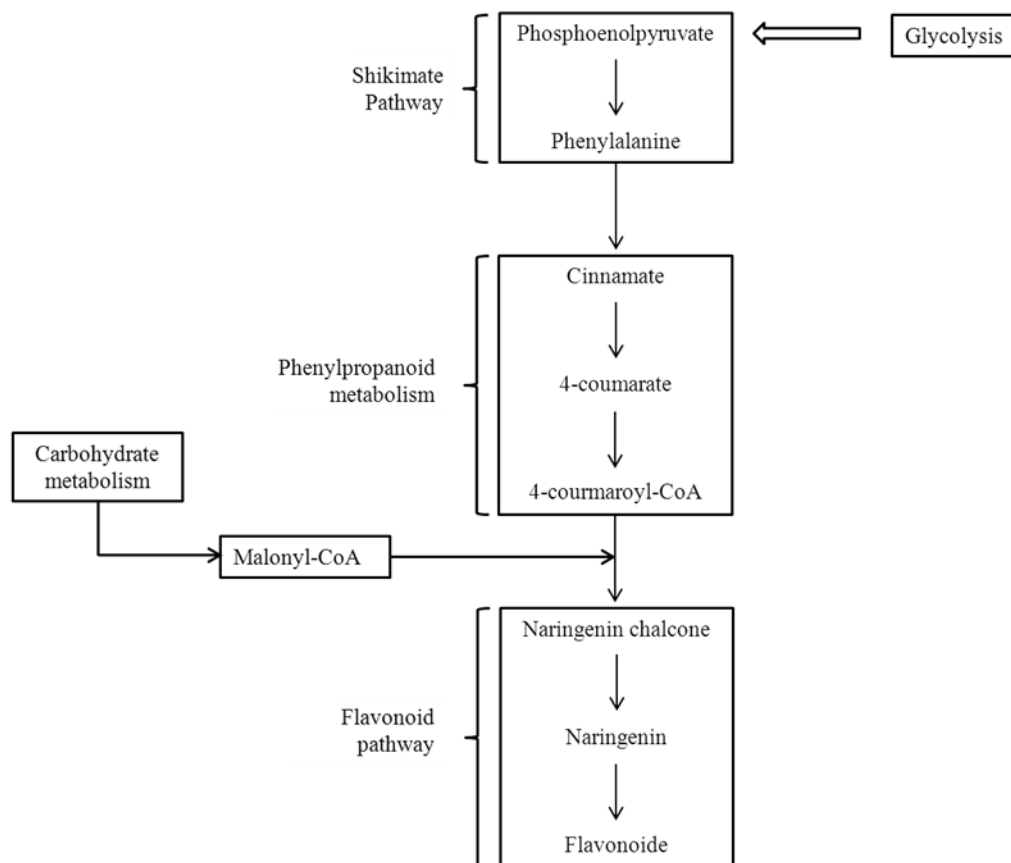 Phosphoenolpyruvate
Glycolysis
Shikimate
Pathway
Phenylalanine
Cinnamate
Phenylpropanoid
metabolism
4-coumarate
Carbohydrate
metabolism
4-courmaroyl-CoA
Malonyl-CoA
Naringenin chalcone
Flavonoid
pathway
Naringenin
Flavonoide